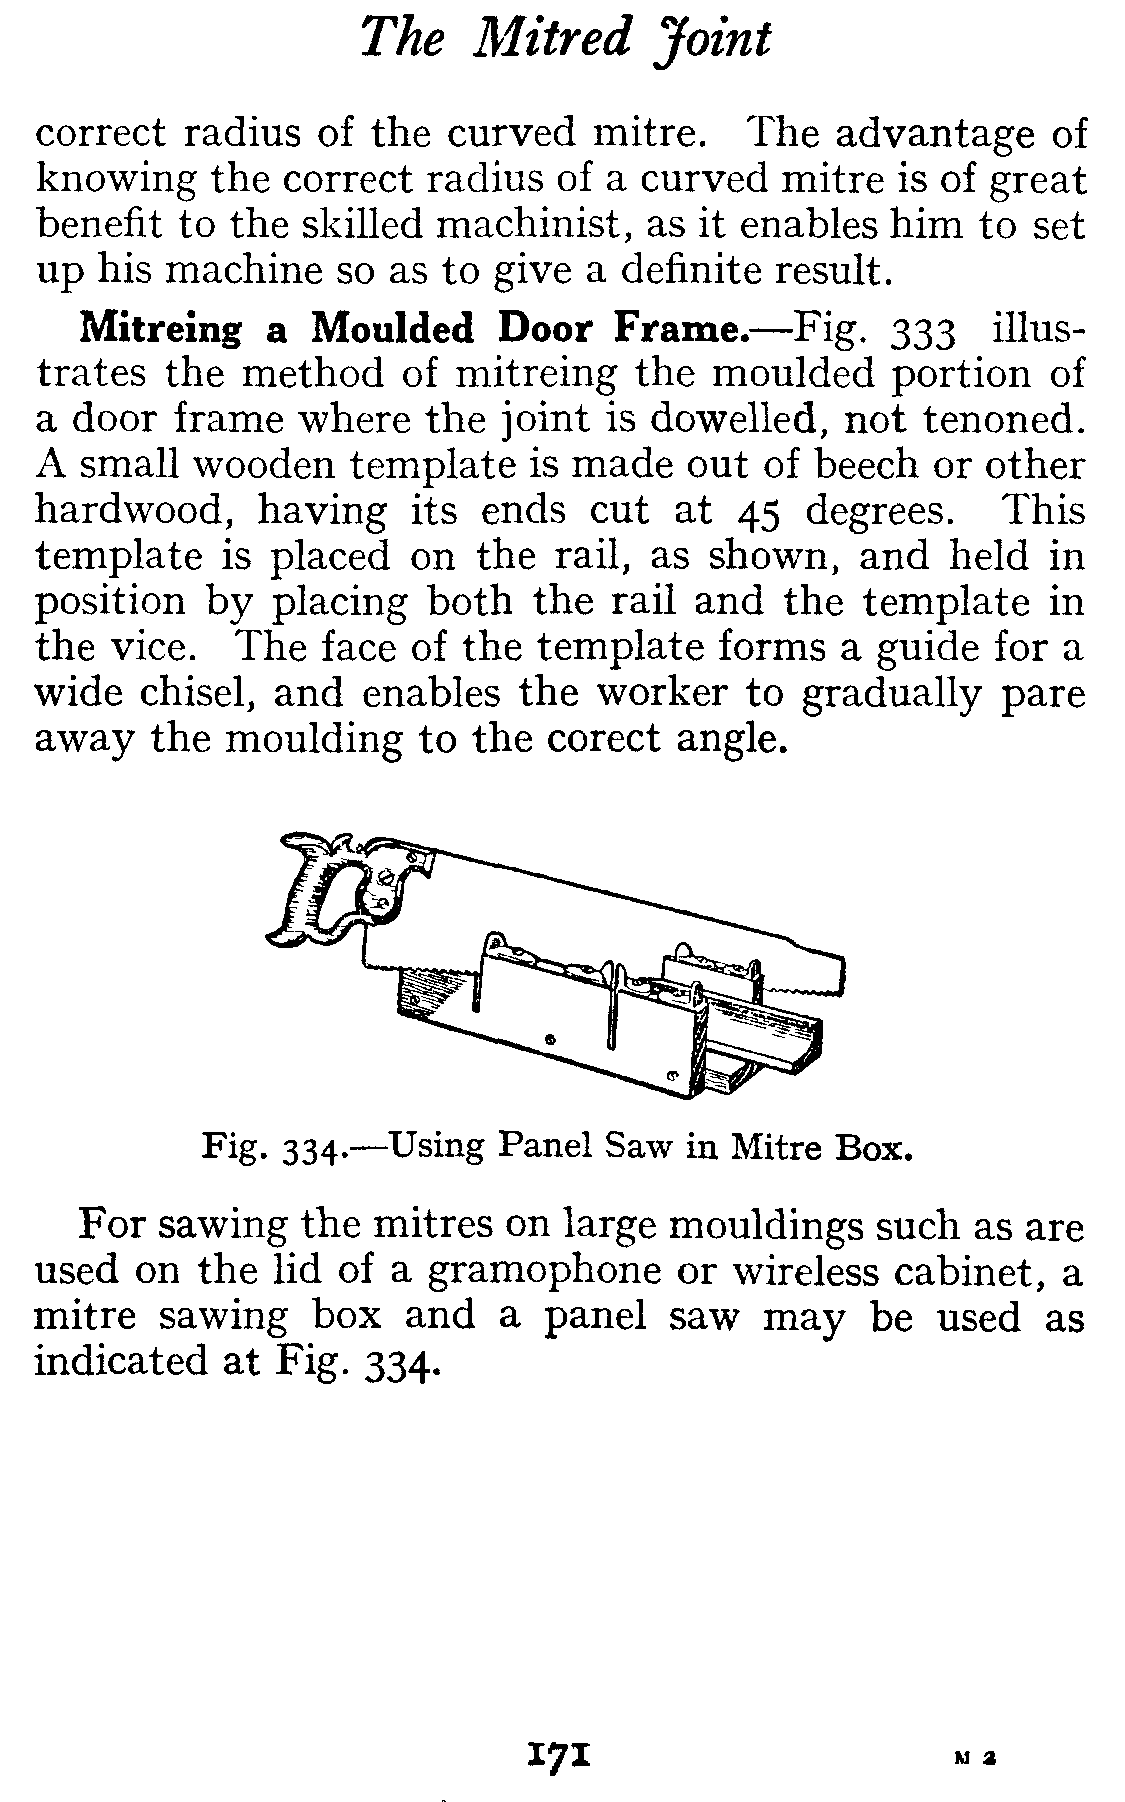 The Mitred Joint
correct radius of the curved mitre. The advantage of
knowing the correct radius of a curved mitre is of great
benefit to the skilled machinist, as it enables him to set
up his machine so as to give a definite result.
Mitreing a Moulded Door Frame.—Fig. 333 illus-
trates the method of mitreing the moulded portion of
a door frame where the joint is dowelled, not tenoned.
A small wooden template is made out of beech or other
hardwood, having its ends cut at 45 degrees. This
template is placed on the rail, as shown, and held in
position by placing both the rail and the template in
the vice. The face of the template forms a guide for a
wide chisel, and enables the worker to gradually pare
away the moulding to the corect angle.
Fig. 334.—Using Panel Saw in Mitre Box.
For sawing the mitres on large mouldings such as are
used on the lid of a gramophone or wireless cabinet, a
mitre sawing box and a panel saw may be used as
indicated at Fig. 334.
171
M 2